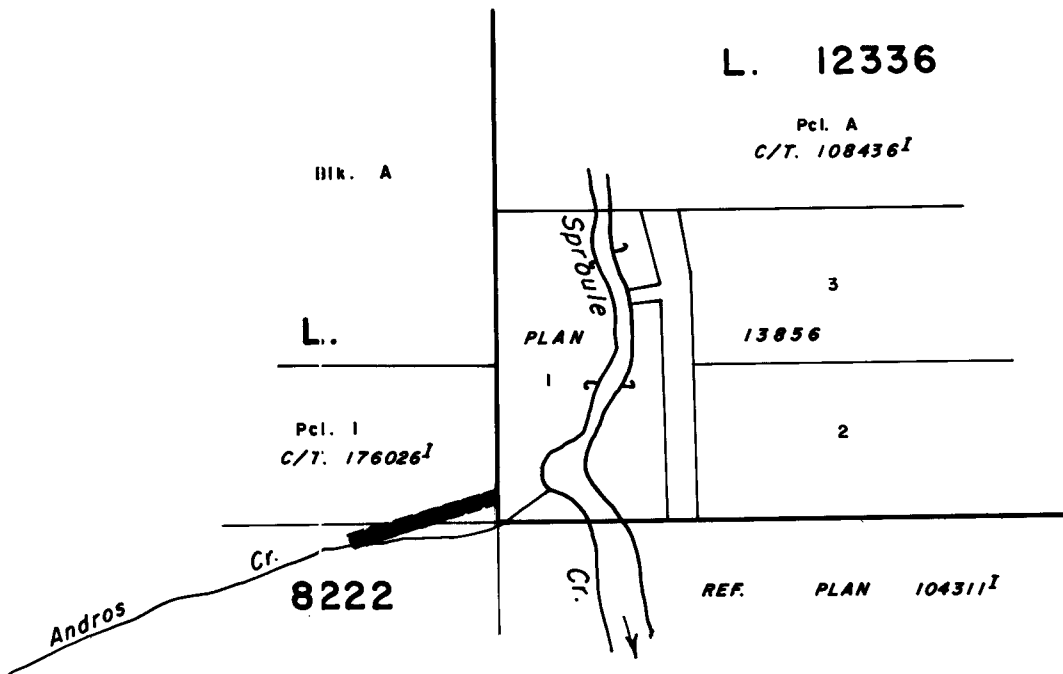 L. 12336
Pcl. A
C/T. 108436I
Blk. A
Sproule
3
L.
PLAN 13856
1
Pcl. 1
C/T. 176026I
2
Cr.
8222
Cr.
REF. PLAN 104311I
Andros